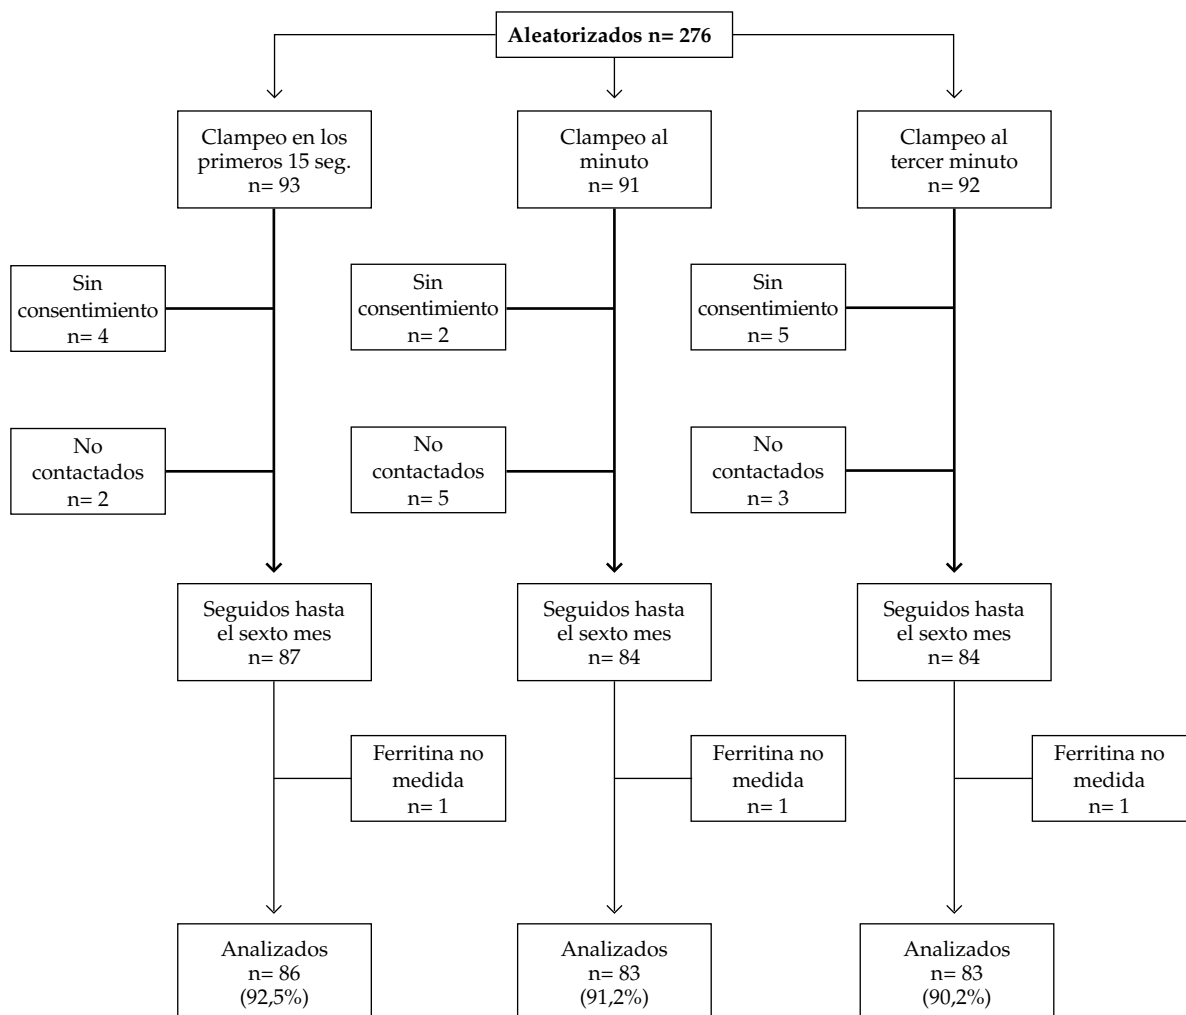 Aleatorizados n= 276
Clampeo en los
primeros 15 seg.
n= 93
Clampeo al
minuto
n= 91
Clampeo al
tercer minuto
n= 92
Sin
consentimiento
n= 4
Sin
consentimiento
n= 2
Sin
consentimiento
n= 5
No
contactados
n= 2
No
contactados
n= 5
No
contactados
n= 3
Seguidos hasta
el sexto mes
n= 87
Seguidos hasta
el sexto mes
n= 84
Seguidos hasta
el sexto mes
n= 84
Ferritina no
medida
n= 1
Ferritina no
medida
n= 1
Ferritina no
medida
n= 1
Analizados
n= 86
(92,5%)
Analizados
n= 83
(91,2%)
Analizados
n= 83
(90,2%)